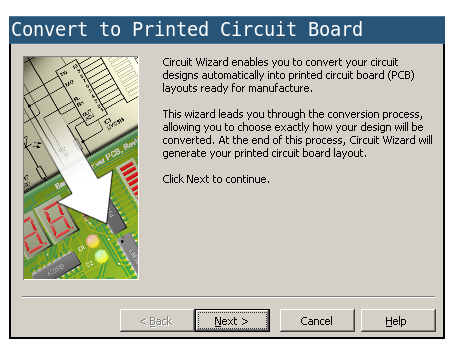 Convert to Printed Circuit Board
Circuit Wizard enables you to convert your circuit
designs automatically into printed circuit board (PCB)
layouts ready for manufacture.
This wizard leads you through the conversion process,
allowing you to choose exactly how your design will be
converted. At the end of this process, Circuit Wizard will
generate your printed circuit board layout.
Click Next to continue.
< Back
Next >
Cancel
Help